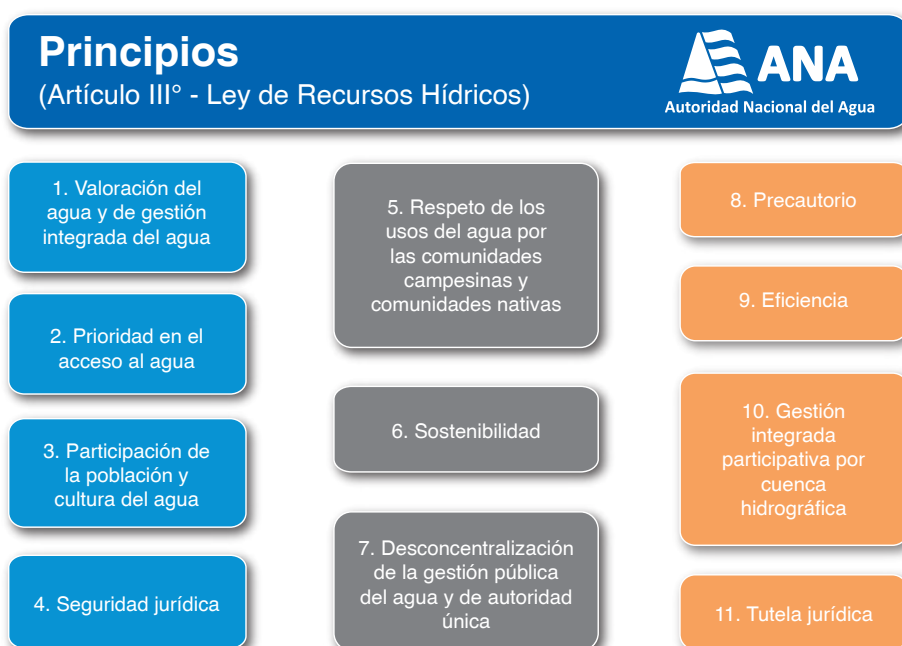 Principios
(Artículo III° - Ley de Recursos Hídricos)
ANA
Autoridad Nacional del Agua
1. Valoración del
agua y de gestión
integrada del agua
2. Prioridad en el
acceso al agua
3. Participación de
la población y
cultura del agua
4. Seguridad jurídica
5. Respeto de los
usos del agua por
las comunidades
campesinas y
comunidades nativas
6. Sostenibilidad
7. Desconcentralización
de la gestión pública
del agua y de autoridad
única
8. Precautorio
9. Eficiencia
10. Gestión
integrada
participativa por
cuenca
hidrográfica
11. Tutela jurídica